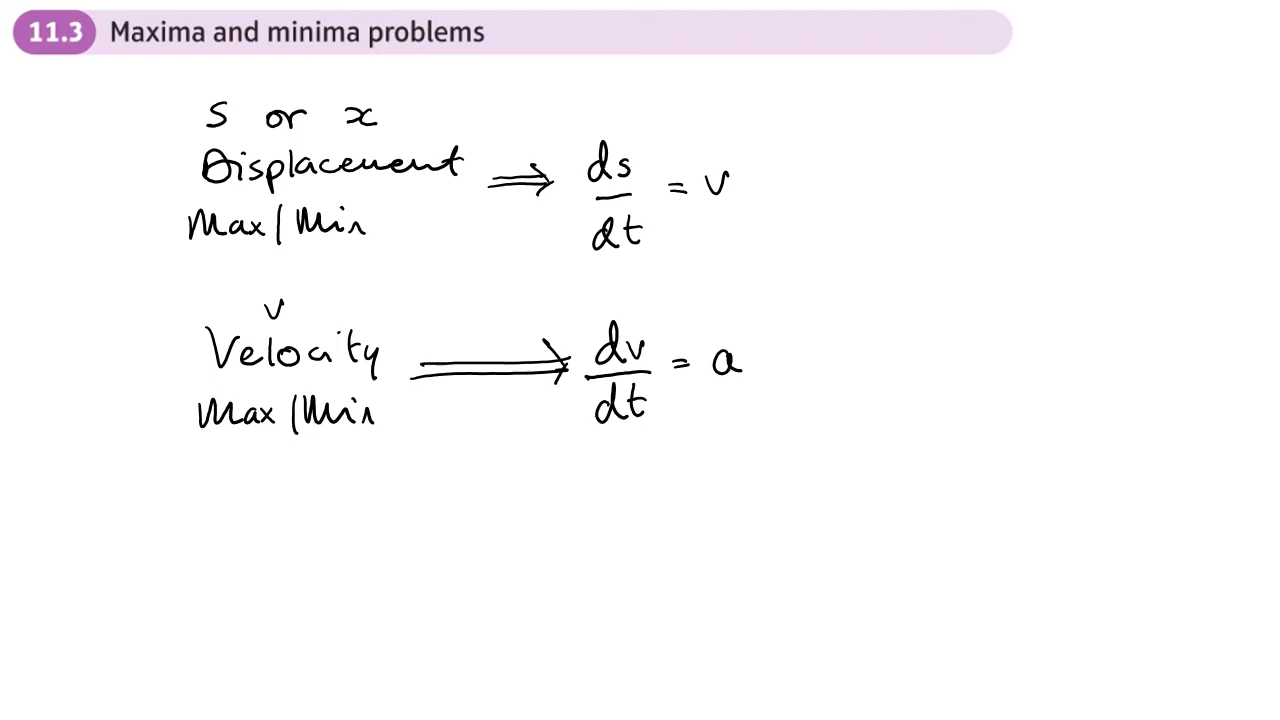 11.3 Maxima and minima problems
s or x
Displacement ⇒ ds/dt = v
Max/Min
v
Velocity ⇒ dv/dt = a
Max/Min